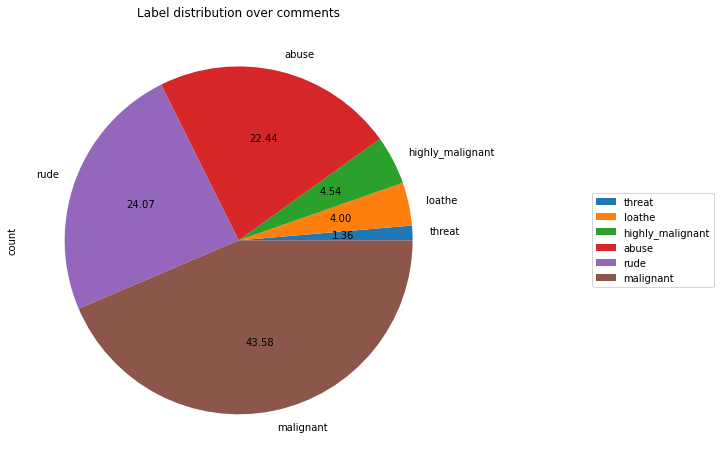 Label distribution over comments
abuse
22.44
highly_malignant
rude
4.54
24.07
loathe
4.00
threat
1.36
count
43.58
malignant
threat
loathe
highly_malignant
abuse
rude
malignant